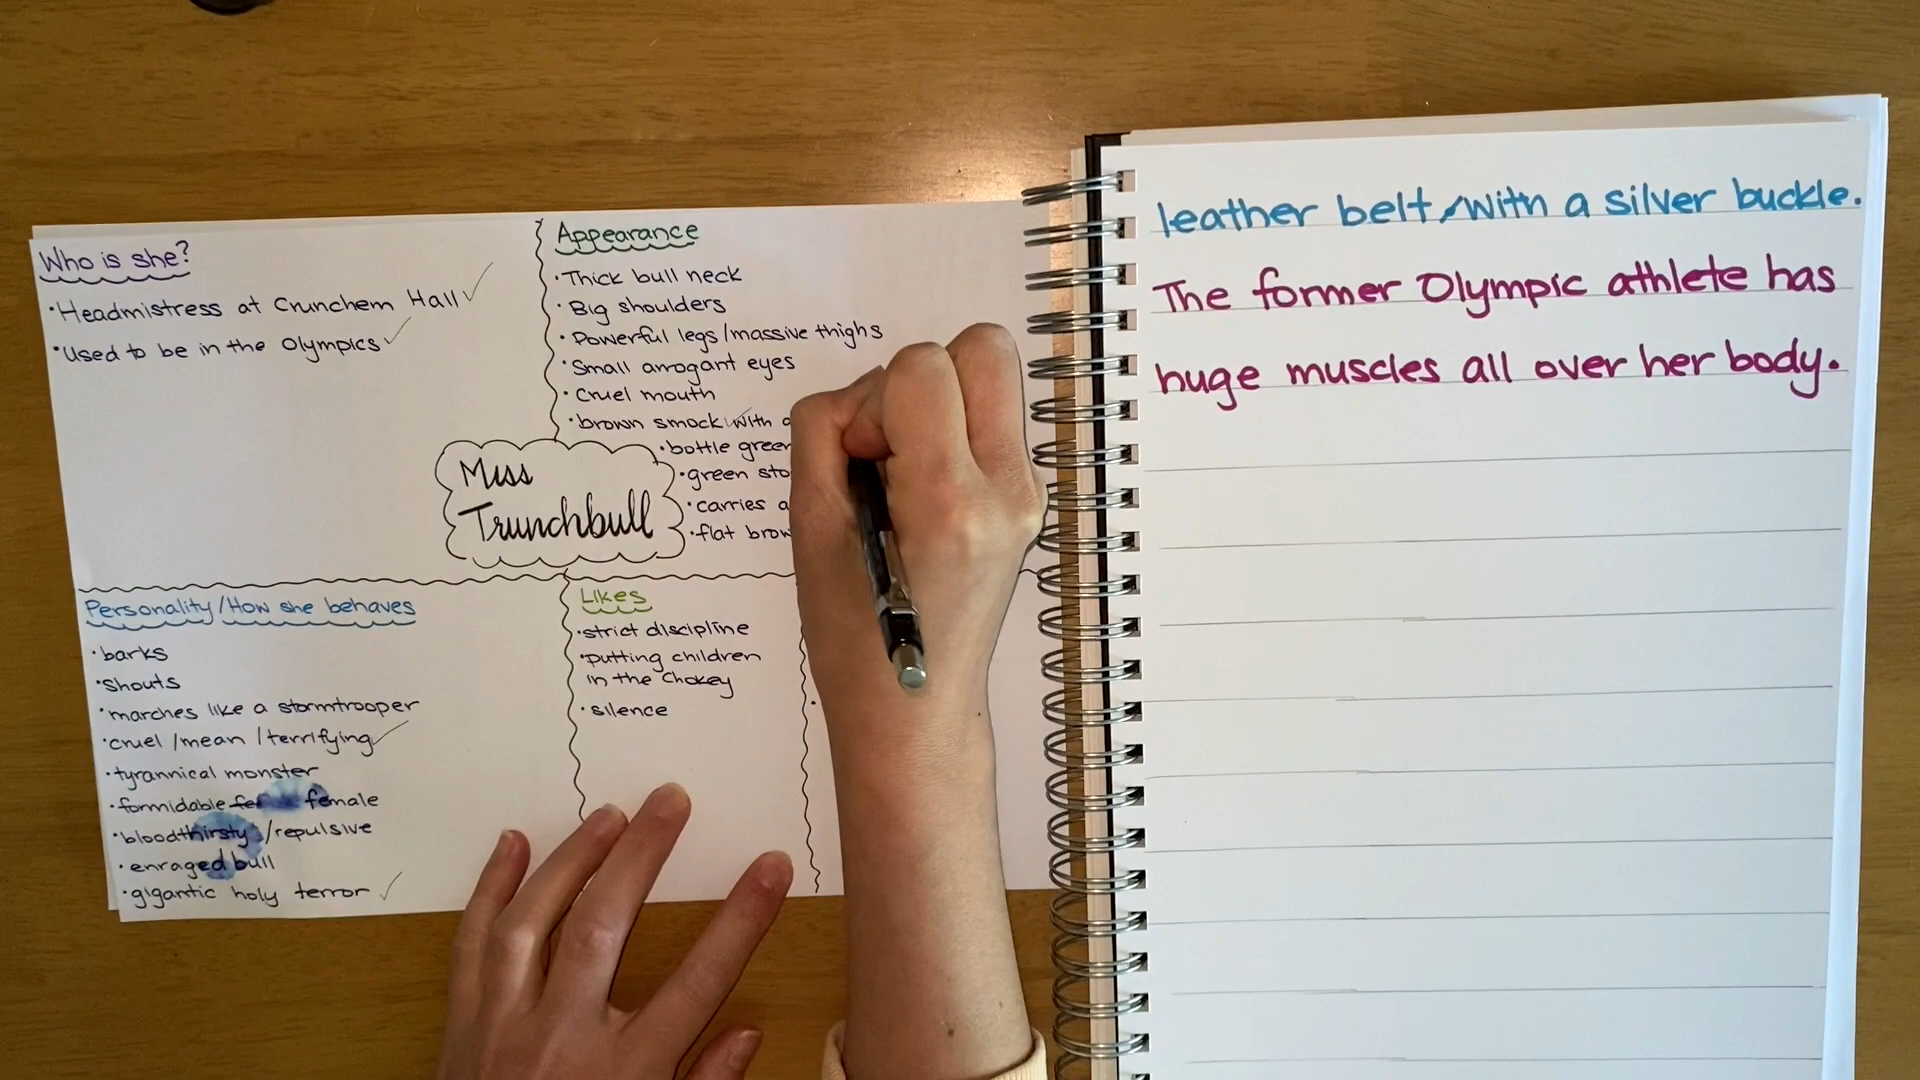 Who is she?
• Headmistress at Crunchem Hall
• Used to be in the Olympics
Appearance
• Thick bull neck
• Big shoulders
• Powerful legs/massive thighs
• Small arrogant eyes
• Cruel mouth
• brown smock with
• bottle green
• green
• carries a
• flat
Miss
Trunchbull
Personality/How she behaves
• barks
• Shouts
• marches like a stormtrooper
• cruel/mean/terrifying
• tyrannical monster
• formidable female
• bloodthirsty/repulsive
• enraged bull
• gigantic holy terror
Likes
• strict discipline
• putting children
in the Chokey
• silence
leather belt, with a silver buckle.
The former Olympic athlete has
huge muscles all over her body.